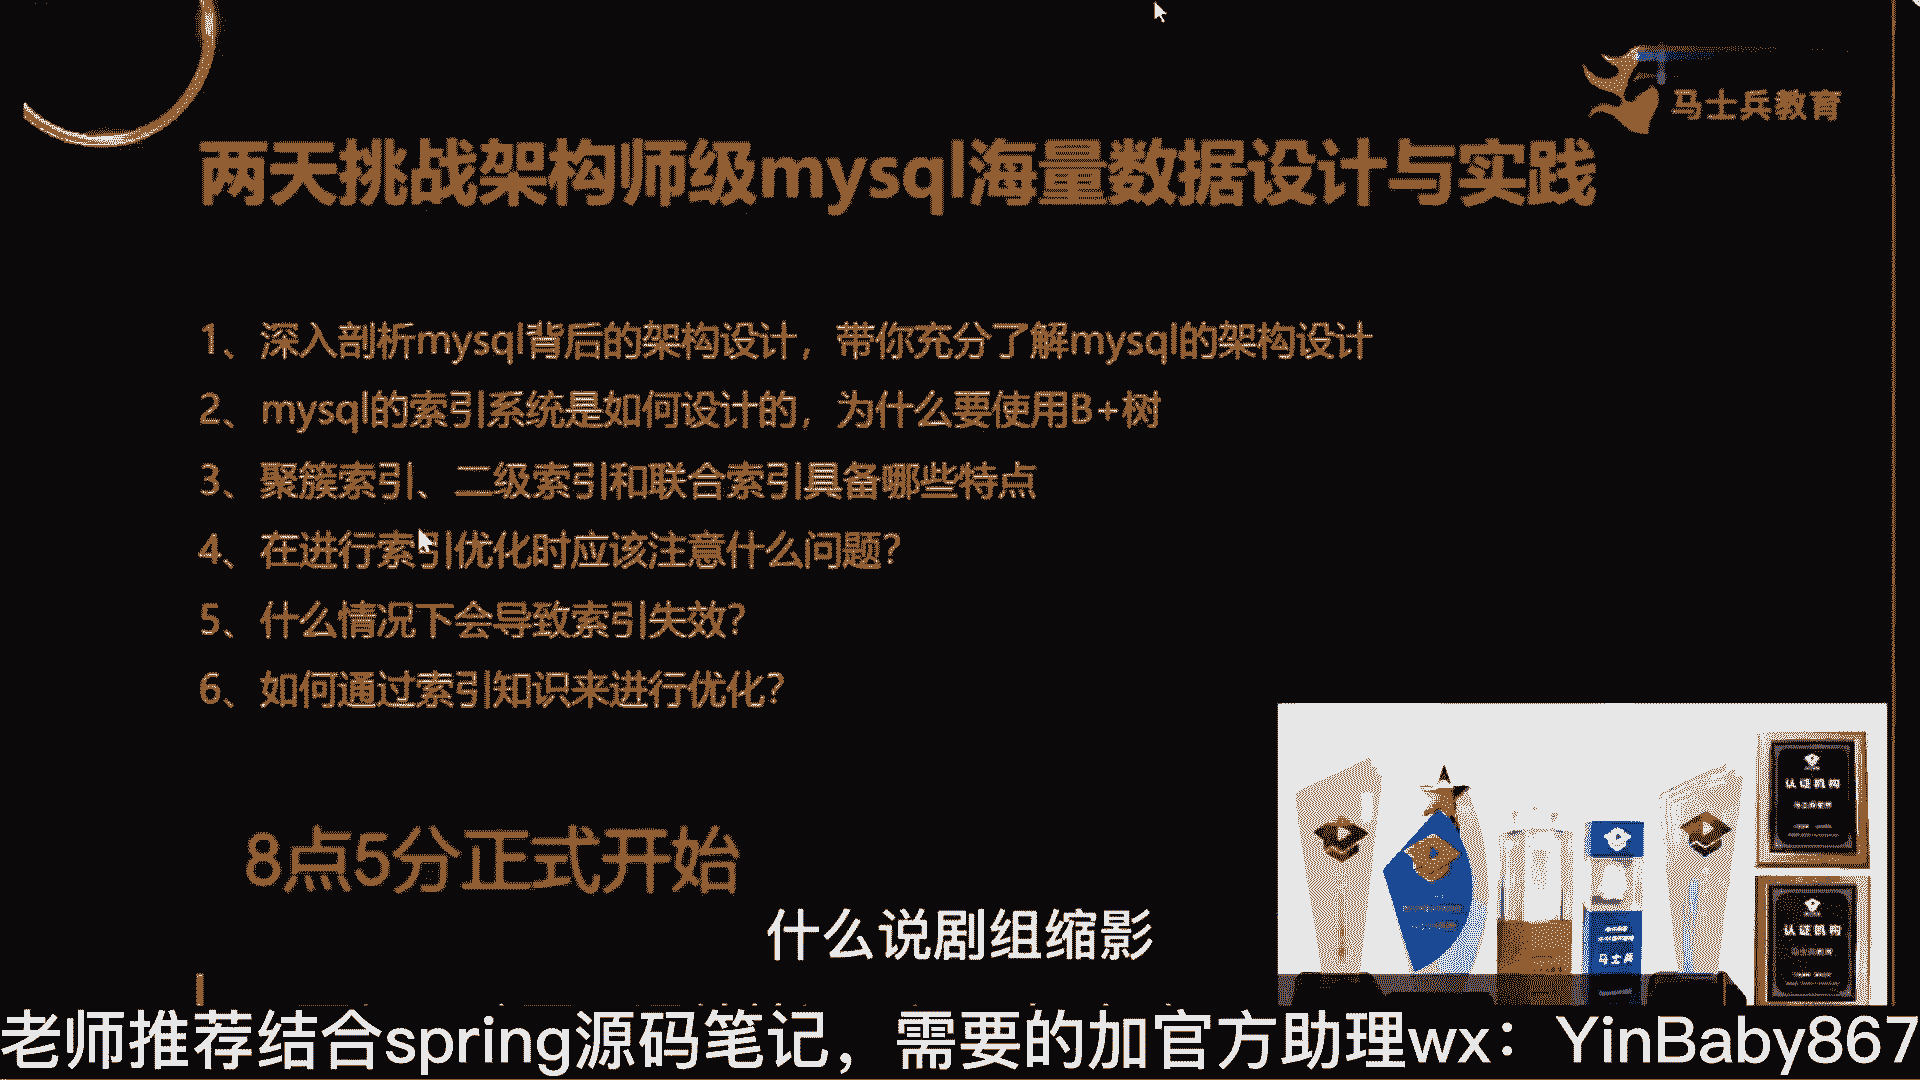 马士兵教育
两天挑战架构师级mysql海量数据设计与实践
1、深入剖析mysql背后的架构设计，带你充分了解mysql的架构设计
2、mysql的索引系统是如何设计的，为什么要使用B+树
3、聚簇索引、二级索引和联合索引具备哪些特点
4、在进行索引优化时应该注意什么问题？
5、什么情况下会导致索引失效？
6、如何通过索引知识来进行优化？
8点5分正式开始
认证机构
认证机构
马士兵
什么说剧组缩影
老师推荐结合spring源码笔记，需要的加官方助理wx：YinBaby867